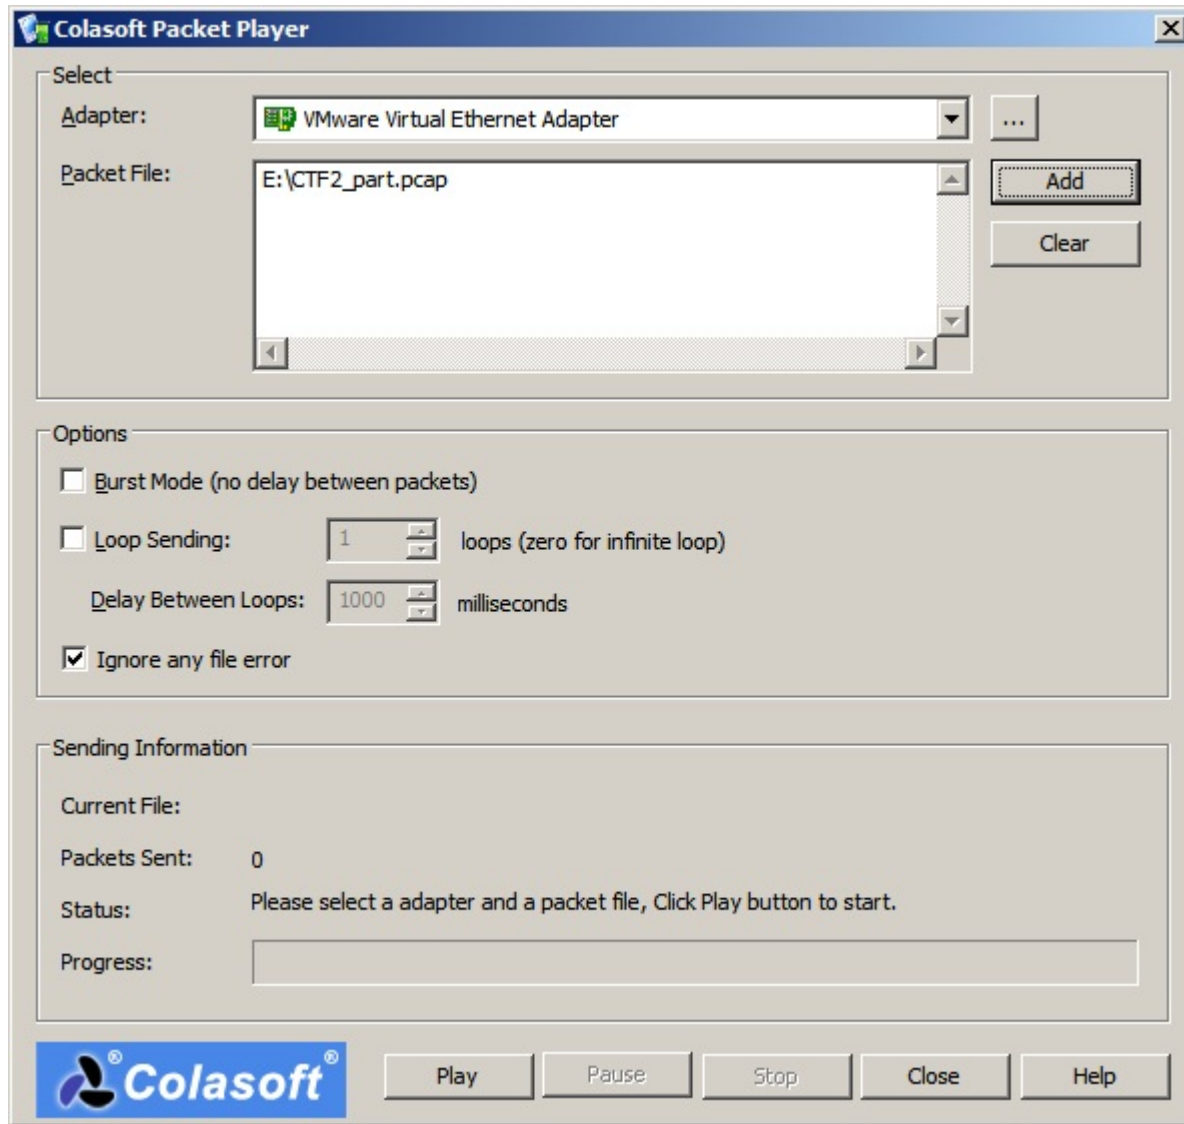 Colasoft Packet Player
Select
Adapter:
VMware Virtual Ethernet Adapter
...
Packet File:
E:\CTF2_part.pcap
Add
Clear
Options
Burst Mode (no delay between packets)
Loop Sending:
1
loops (zero for infinite loop)
Delay Between Loops:
1000
milliseconds
Ignore any file error
Sending Information
Current File:
Packets Sent:
0
Status:
Please select a adapter and a packet file, Click Play button to start.
Progress:
®Colasoft®
Play
Pause
Stop
Close
Help